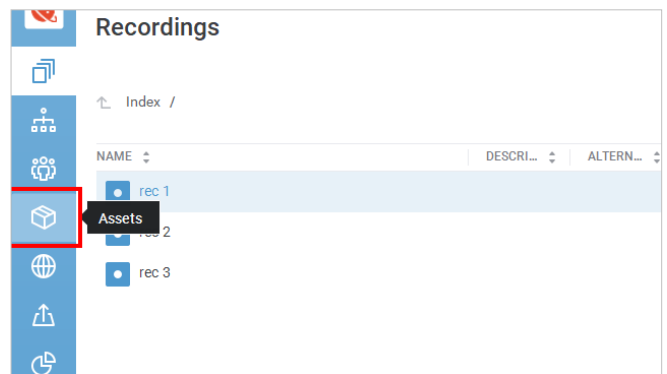 Recordings
Index /
NAME DESCRI... ALTERN...
rec 1
Assets
rec 2
rec 3